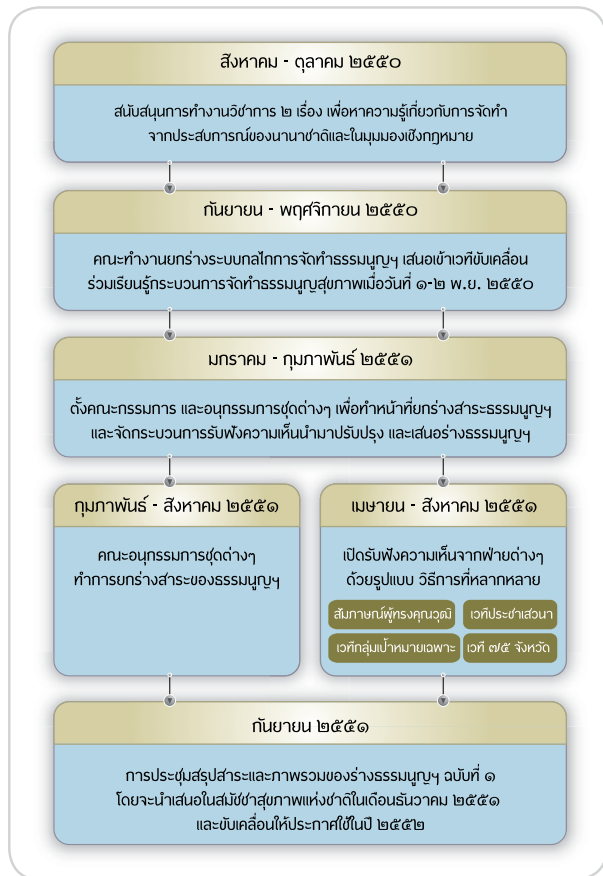 สิงหาคม - ตุลาคม ๒๕๕๐
สนับสนุนการทำงานวิชาการ ๒ เรื่อง เพื่อหาความรู้เกี่ยวกับการจัดทำ
จากประสบการณ์ของนานาชาติและในมุมมองเชิงกฎหมาย
กันยายน - พฤศจิกายน ๒๕๕๐
คณะทำงานยกร่างระบบกลไกการจัดทำธรรมนูญฯ เสนอเข้าเวทีขับเคลื่อน
ร่วมเรียนรู้กระบวนการจัดทำธรรมนูญสุขภาพเมื่อวันที่ ๑-๒ พ.ย. ๒๕๕๐
มกราคม - กุมภาพันธ์ ๒๕๕๑
ตั้งคณะกรรมการ และอนุกรรมการชุดต่างๆ เพื่อทำหน้าที่ยกร่างสาระธรรมนูญฯ
และจัดกระบวนการรับฟังความเห็นนำมาปรับปรุง และเสนอร่างธรรมนูญฯ
กุมภาพันธ์ - สิงหาคม ๒๕๕๑
คณะอนุกรรมการชุดต่างๆ
ทำการยกร่างสาระของธรรมนูญฯ
เมษายน - สิงหาคม ๒๕๕๑
เปิดรับฟังความเห็นจากฝ่ายต่างๆ
ด้วยรูปแบบ วิธีการที่หลากหลาย
สัมภาษณ์ผู้ทรงคุณวุฒิ
เวทีประชาเสวนา
เวทีกลุ่มเป้าหมายเฉพาะ
เวที ๗๕ จังหวัด
กันยายน ๒๕๕๑
การประชุมสรุปสาระและภาพรวมของร่างธรรมนูญฯ ฉบับที่ ๑
โดยจะนำเสนอในสมัชชาสุขภาพแห่งชาติในเดือนธันวาคม ๒๕๕๑
และขับเคลื่อนให้ประกาศใช้ในปี ๒๕๕๒